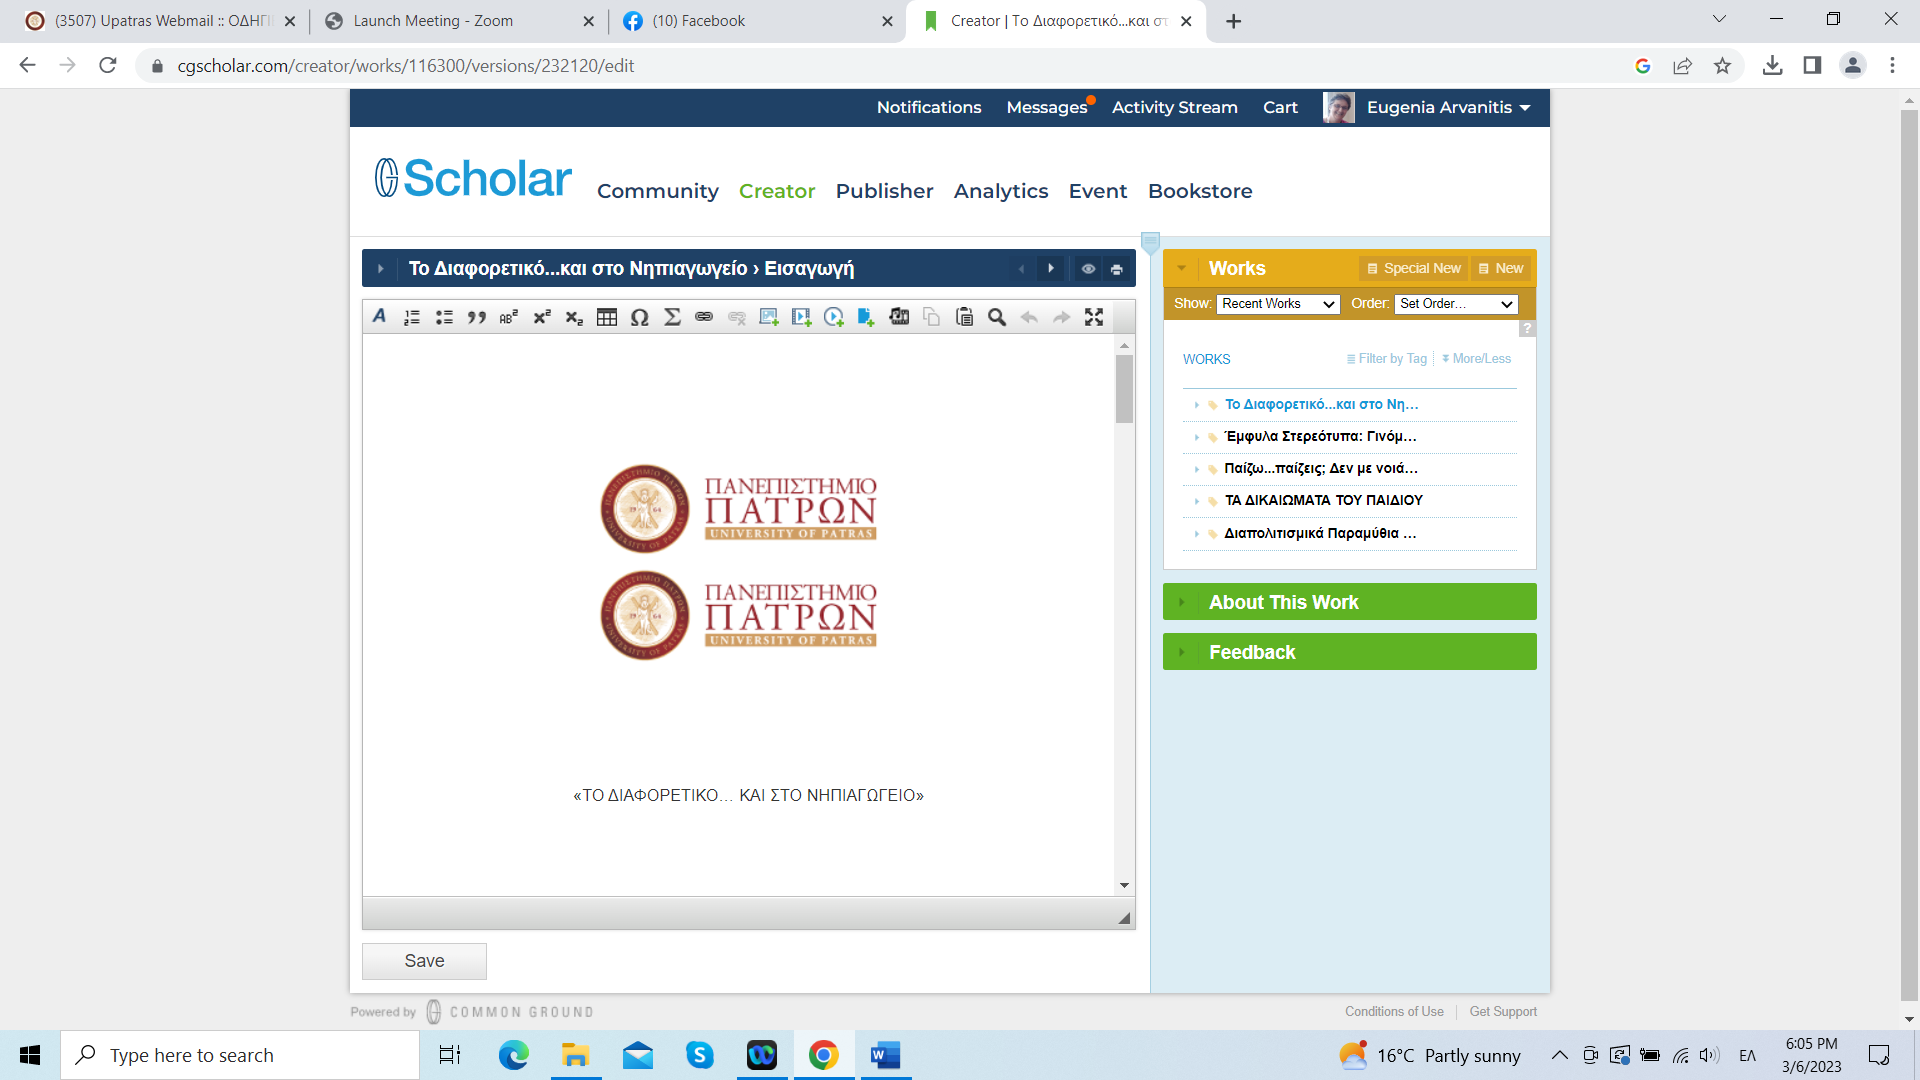 (3507) Upatras Webmail :: ΟΔΗΓΙ
Launch Meeting - Zoom
(10) Facebook
Creator | Το Διαφορετικό...και στ
cgscholar.com/creator/works/116300/versions/232120/edit
Notifications Messages Activity Stream Cart Eugenia Arvanitis
Scholar
Community Creator Publisher Analytics Event Bookstore
Το Διαφορετικό...και στο Νηπιαγωγείο › Εισαγωγή
ΠΑΝΕΠΙΣΤΗΜΙΟ
ΠΑΤΡΩΝ
UNIVERSITY OF PATRAS
ΠΑΝΕΠΙΣΤΗΜΙΟ
ΠΑΤΡΩΝ
UNIVERSITY OF PATRAS
«ΤΟ ΔΙΑΦΟΡΕΤΙΚΟ… ΚΑΙ ΣΤΟ ΝΗΠΙΑΓΩΓΕΙΟ»
Save
Works Special New New
Show: Recent Works Order: Set Order...
?
WORKS Filter by Tag More/Less
Το Διαφορετικό...και στο Νη...
Έμφυλα Στερεότυπα: Γινόμ...
Παίζω...παίζεις; Δεν με νοιά...
ΤΑ ΔΙΚΑΙΩΜΑΤΑ ΤΟΥ ΠΑΙΔΙΟΥ
Διαπολιτισμικά Παραμύθια ...
About This Work
Feedback
Powered by COMMON GROUND
Conditions of Use Get Support
Type here to search
16°C Partly sunny
ΕΛ
6:05 PM
3/6/2023